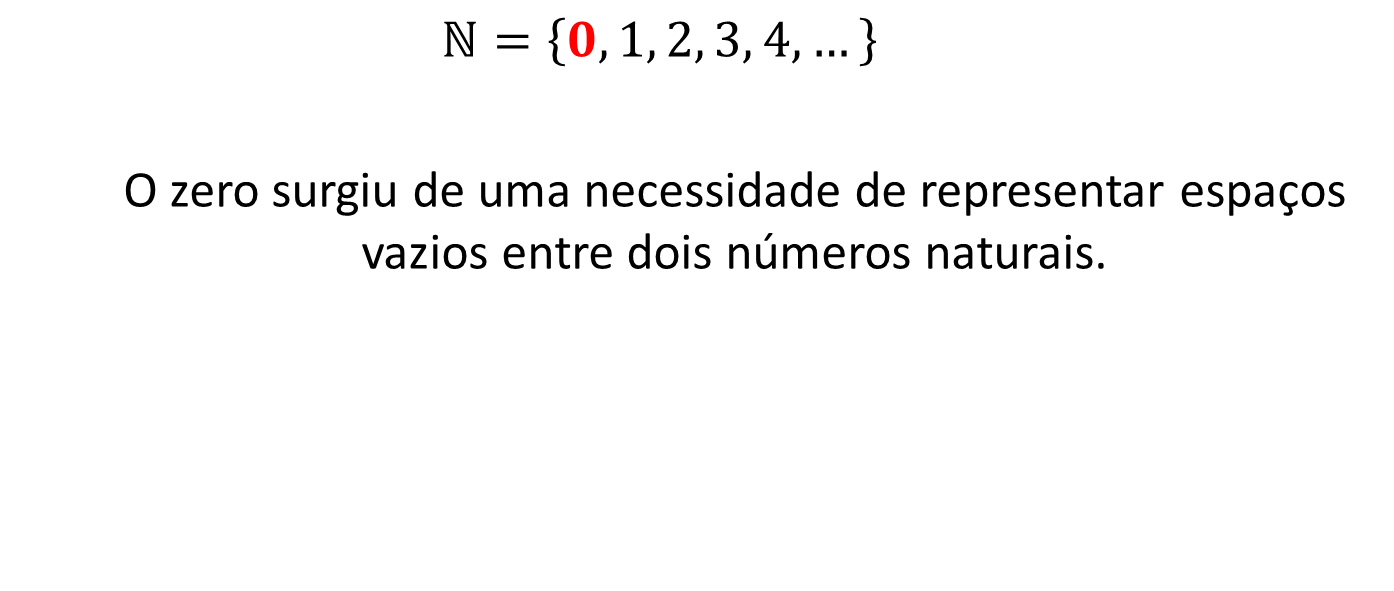 ℕ = {0, 1, 2, 3, 4, ... }
O zero surgiu de uma necessidade de representar espaços
vazios entre dois números naturais.